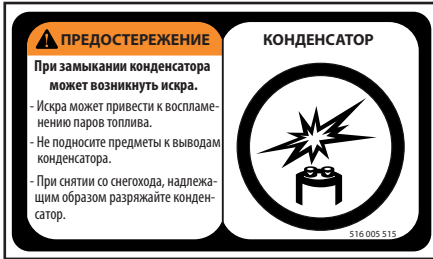 ПРЕДОСТЕРЕЖЕНИЕ
При замыкании конденсатора
может возникнуть искра.
- Искра может привести к воспламе-
нению паров топлива.
- Не подносите предметы к выводам
конденсатора.
- При снятии со снегохода, надлежа-
щим образом разряжайте конден-
сатор.
КОНДЕНСАТОР
516 005 515